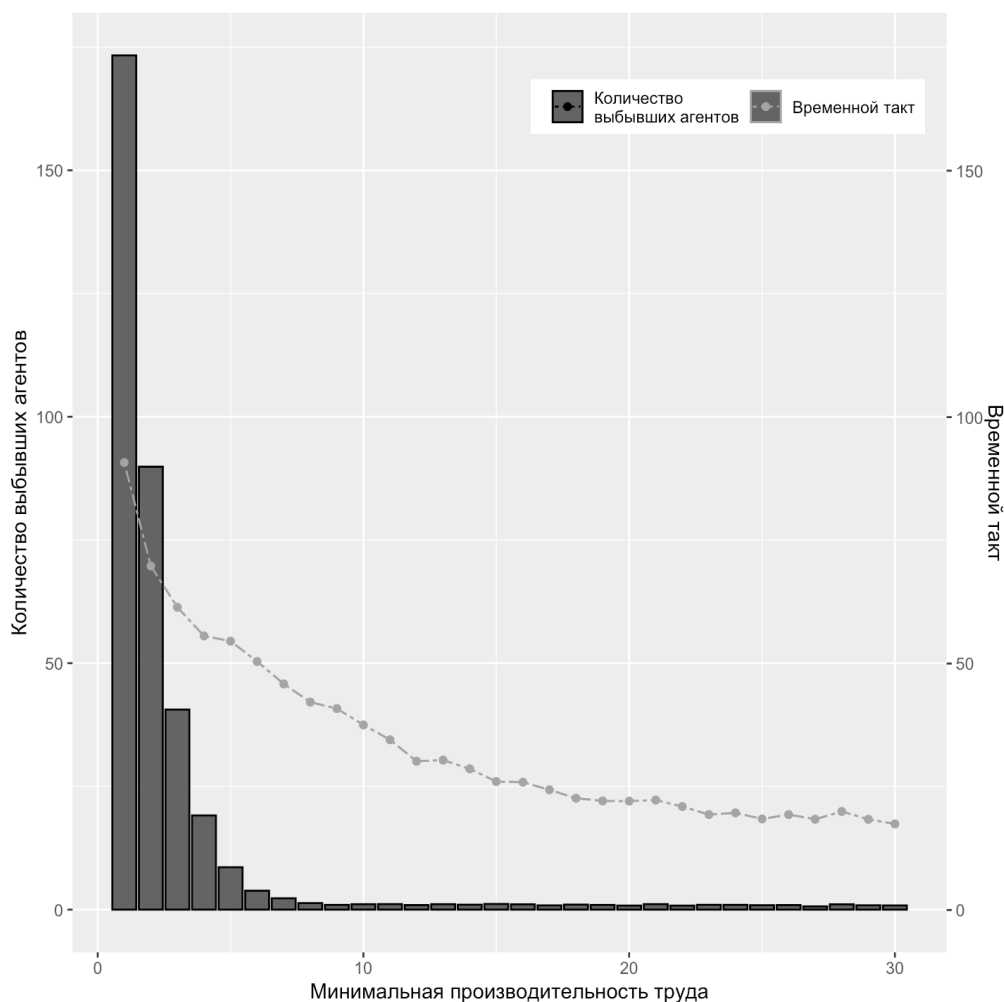 Количество
выбывших агентов
Временной такт
150
100
50
0
150
100
50
0
Количество выбывших агентов
Временной такт
0
10
20
30
Минимальная производительность труда